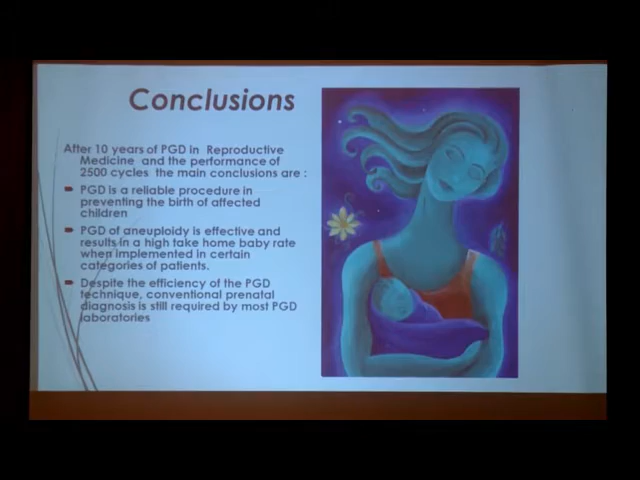 Conclusions
After 10 years of PGD in Reproductive
Medicine and the performance of
2500 cycles the main conclusions are :
PGD is a reliable procedure in
preventing the birth of affected
children
PGD of aneuploidy is effective and
results in a high take home baby rate
when implemented in certain
categories of patients.
Despite the efficiency of the PGD
technique, conventional prenatal
diagnosis is still required by most PGD
laboratories